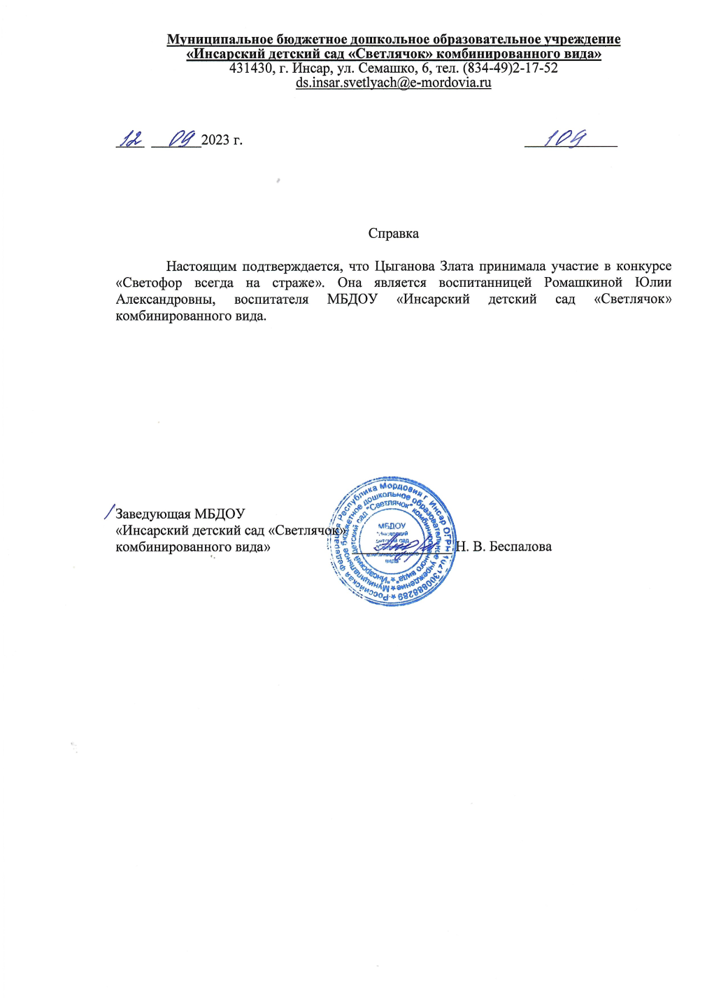 Муниципальное бюджетное дошкольное образовательное учреждение
«Инсарский детский сад «Светлячок» комбинированного вида»
431430, г. Инсар, ул. Семашко, 6, тел. (834-49)2-17-52
ds.insar.svetlyach@e-mordovia.ru
12 09 2023 г. 109
Справка
Настоящим подтверждается, что Цыганова Злата принимала участие в конкурсе
«Светофор всегда на страже». Она является воспитанницей Ромашкиной Юлии
Александровны, воспитателя МБДОУ «Инсарский детский сад «Светлячок»
комбинированного вида.
Заведующая МБДОУ
«Инсарский детский сад «Светлячок»
комбинированного вида» Н. В. Беспалова
Российская Федерация Республика Мордовия г. Инсар ОГРН
Муниципальное бюджетное дошкольное образовательное учреждение
"Инсарский детский сад "Светлячок" комбинированного вида"
МБДОУ